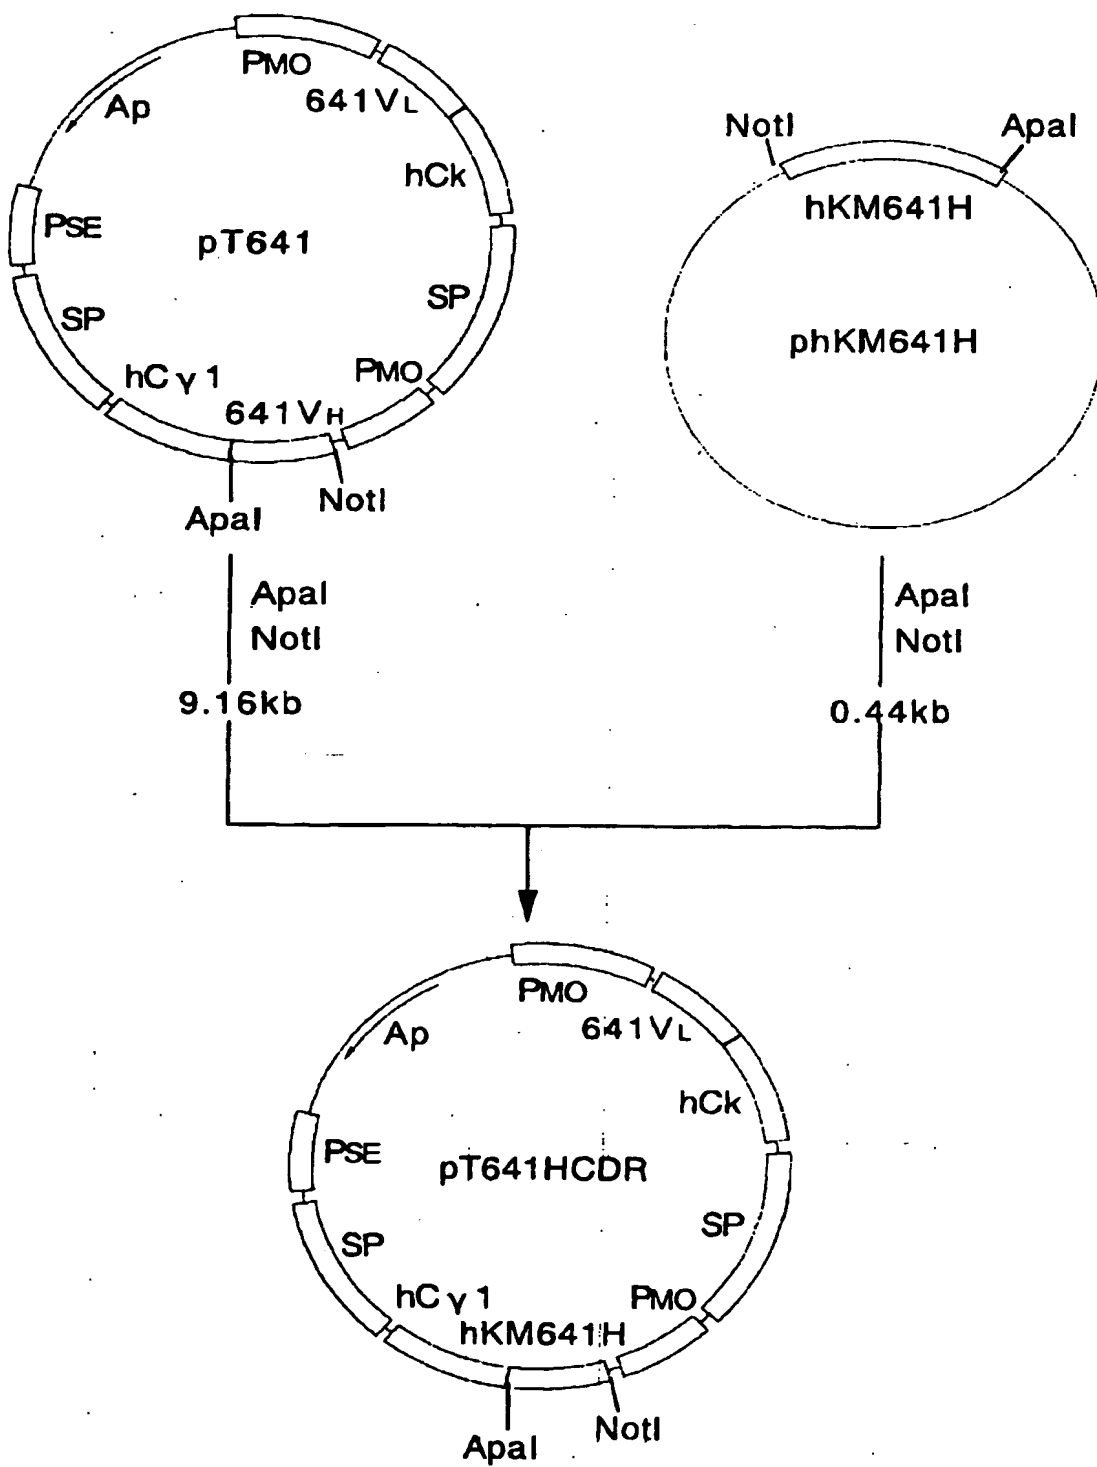 PMO
641VL
Ap
hCk
PSE
pT641
SP
SP
PMO
hCγ1
641VH
NotI
ApaI
NotI
ApaI
hKM641H
phKM641H
ApaI
NotI
9.16kb
ApaI
NotI
0.44kb
PMO
641VL
Ap
hCk
PSE
pT641HCDR
SP
SP
PMO
hCγ1
hKM641H
NotI
ApaI